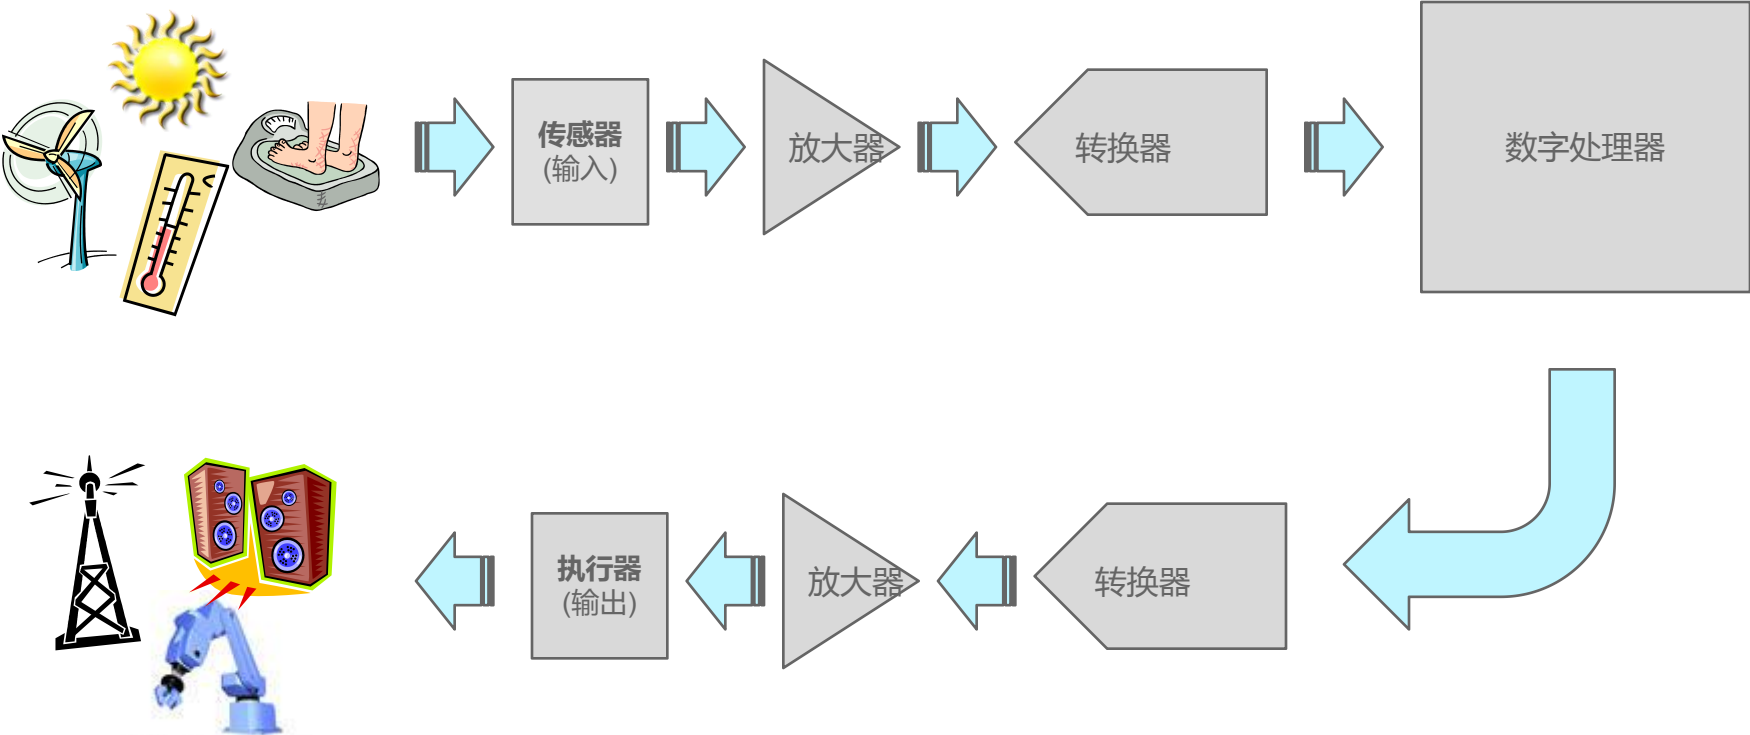 传感器
(输入)
放大器
转换器
数字处理器
执行器
(输出)
放大器
转换器